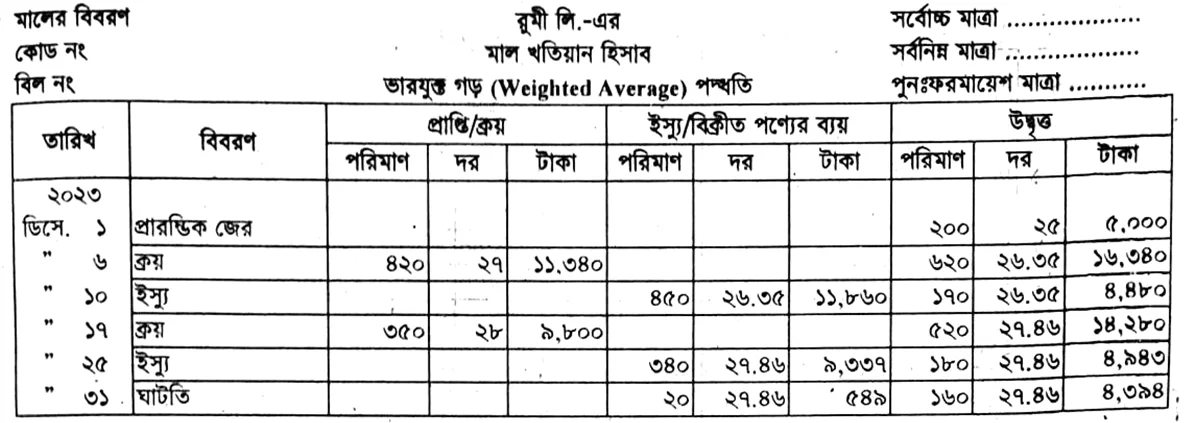 মালের বিবরণ রুমী লি.-এর সর্বোচ্চ মাত্রা ....................
কোড নং মাল খতিয়ান হিসাব সর্বনিম্ন মাত্রা ....................
বিল নং ভারযুক্ত গড় (Weighted Average) পদ্ধতি পুনঃফরমায়েশ মাত্রা ...........
তারিখ বিবরণ প্রাপ্তি/ক্রয় ইস্যু/বিক্রীত পণ্যের ব্যয় উদ্বৃত্ত
পরিমাণ দর টাকা পরিমাণ দর টাকা পরিমাণ দর টাকা
২০২৩
ডিসে. ১ প্রারম্ভিক জের ২০০ ২৫ ৫,০০০
" ৬ ক্রয় ৪২০ ২৭ ১১,৩৪০ ৬২০ ২৬.৩৫ ১৬,৩৪০
" ১০ ইস্যু ৪৫০ ২৬.৩৫ ১১,৮৬০ ১৭০ ২৬.৩৫ ৪,৪৮০
" ১৭ ক্রয় ৩৫০ ২৮ ৯,৮০০ ৫২০ ২৭.৪৬ ১৪,২৮০
" ২৫ ইস্যু ৩৪০ ২৭.৪৬ ৯,৩৩৭ ১৮০ ২৭.৪৬ ৪,৯৪৩
" ৩১ ঘাটতি ২০ ২৭.৪৬ ৫৪৯ ১৬০ ২৭.৪৬ ৪,৩৯৪